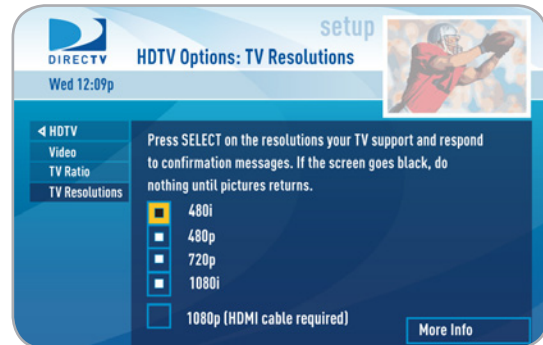 setup
DIRECTV
HDTV Options: TV Resolutions
Wed 12:09p
HDTV
Video
TV Ratio
TV Resolutions
Press SELECT on the resolutions your TV support and respond
to confirmation messages. If the screen goes black, do
nothing until pictures returns.
480i
480p
720p
1080i
1080p (HDMI cable required)
More Info